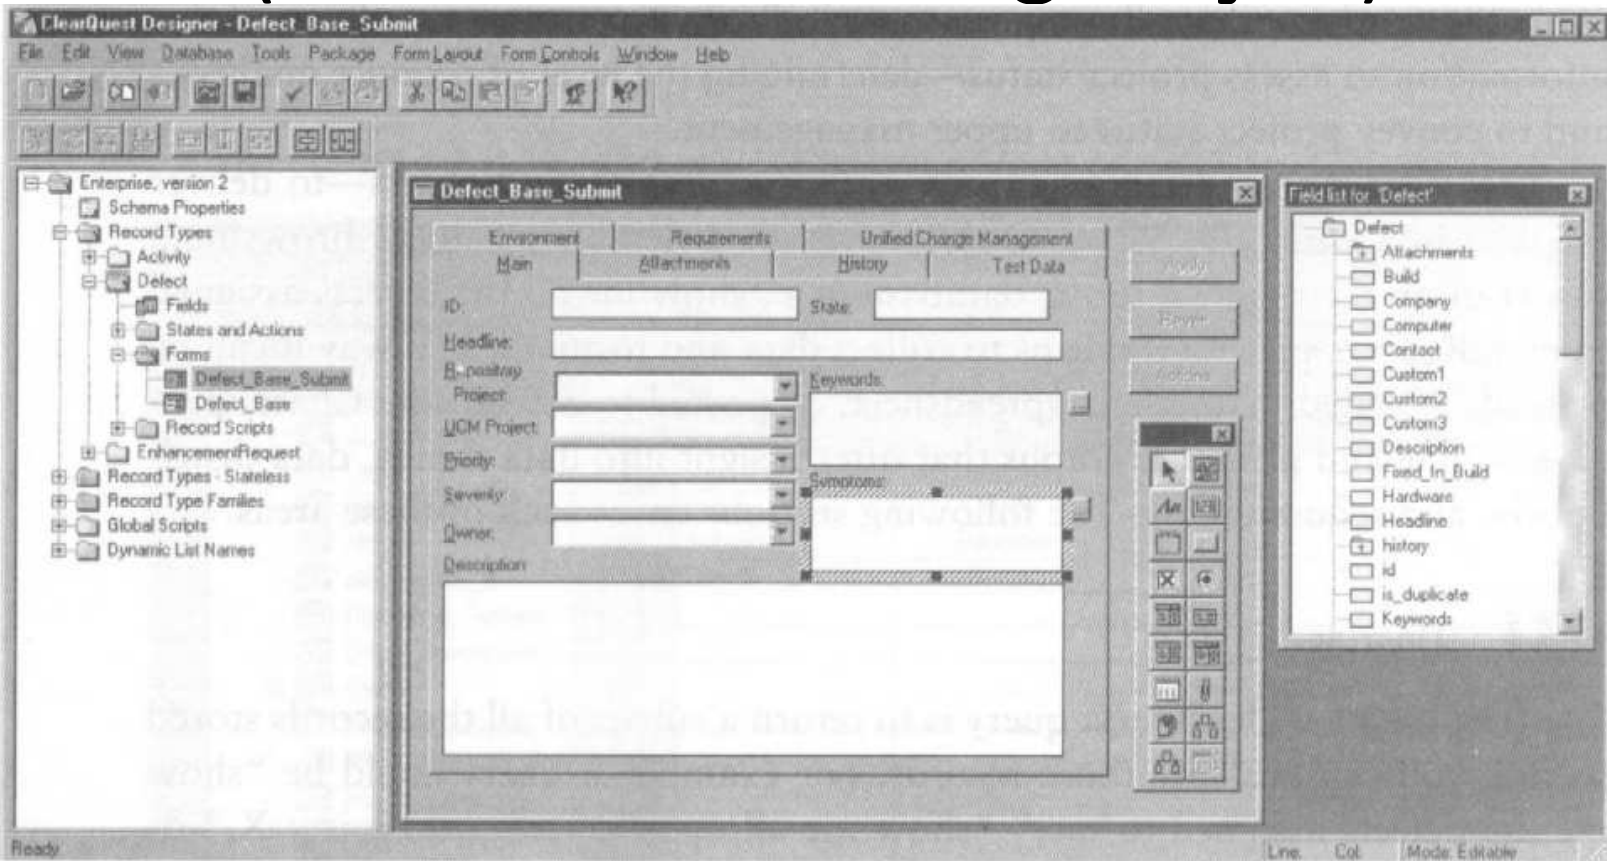 ClearQuest Designer - Defect_Base_Submit
File Edit View Database Tools Package Form Layout Form Controls Window Help
Enterprise, version 2
Schema Properties
Record Types
Activity
Defect
Fields
States and Actions
Forms
Defect_Base_Submit
Defect_Base
Record Scripts
EnhancementRequest
Record Types - Stateless
Record Type Families
Global Scripts
Dynamic List Names
Defect_Base_Submit
Environment Requirements Unified Change Management
Main Attachments History Test Data
ID: State:
Headline:
Repository
Project: Keywords:
UCM Project:
Priority:
Severity: Symptoms:
Owner:
Description:
Apply
Revert
Actions
Field list for 'Defect'
Defect
Attachments
Build
Company
Computer
Contact
Custom1
Custom2
Custom3
Description
Fixed_In_Build
Hardware
Headline
history
id
is_duplicate
Keywords
Ready
Line: Col: Mode: Editable